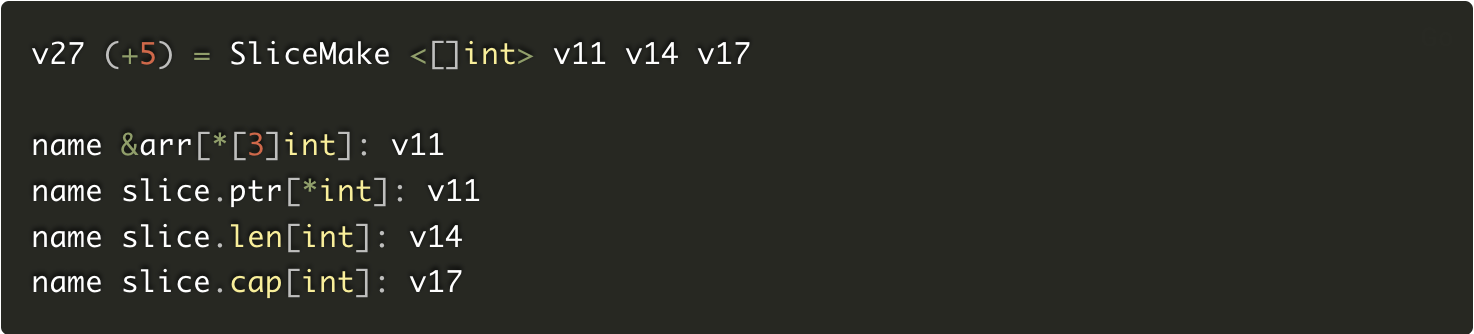 v27 (+5) = SliceMake <[]int> v11 v14 v17
name &arr[*[3]int]: v11
name slice.ptr[*int]: v11
name slice.len[int]: v14
name slice.cap[int]: v17